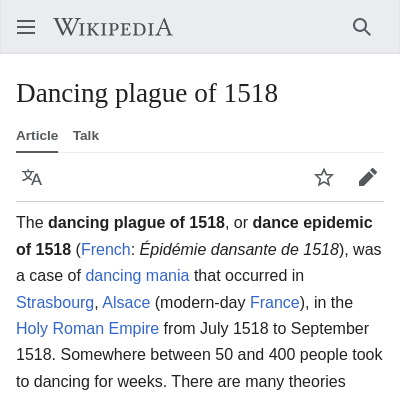 WIKIPEDIA
Dancing plague of 1518
Article Talk
The dancing plague of 1518, or dance epidemic
of 1518 (French: Épidémie dansante de 1518), was
a case of dancing mania that occurred in
Strasbourg, Alsace (modern-day France), in the
Holy Roman Empire from July 1518 to September
1518. Somewhere between 50 and 400 people took
to dancing for weeks. There are many theories